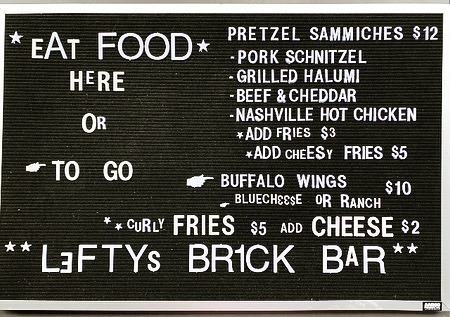 * EAT FOOD *
HERE
OR
TO GO
PRETZEL SAMMICHES $12
- PORK SCHNITZEL
- GRILLED HALUMI
- BEEF & CHEDDAR
- NASHVILLE HOT CHICKEN
* ADD FRIES $3
* ADD CHEESY FRIES $5
BUFFALO WINGS $10
BLUECHEESE OR RANCH
** CURLY FRIES $5 ADD CHEESE $2
** LEFTYS BR1CK BAR **